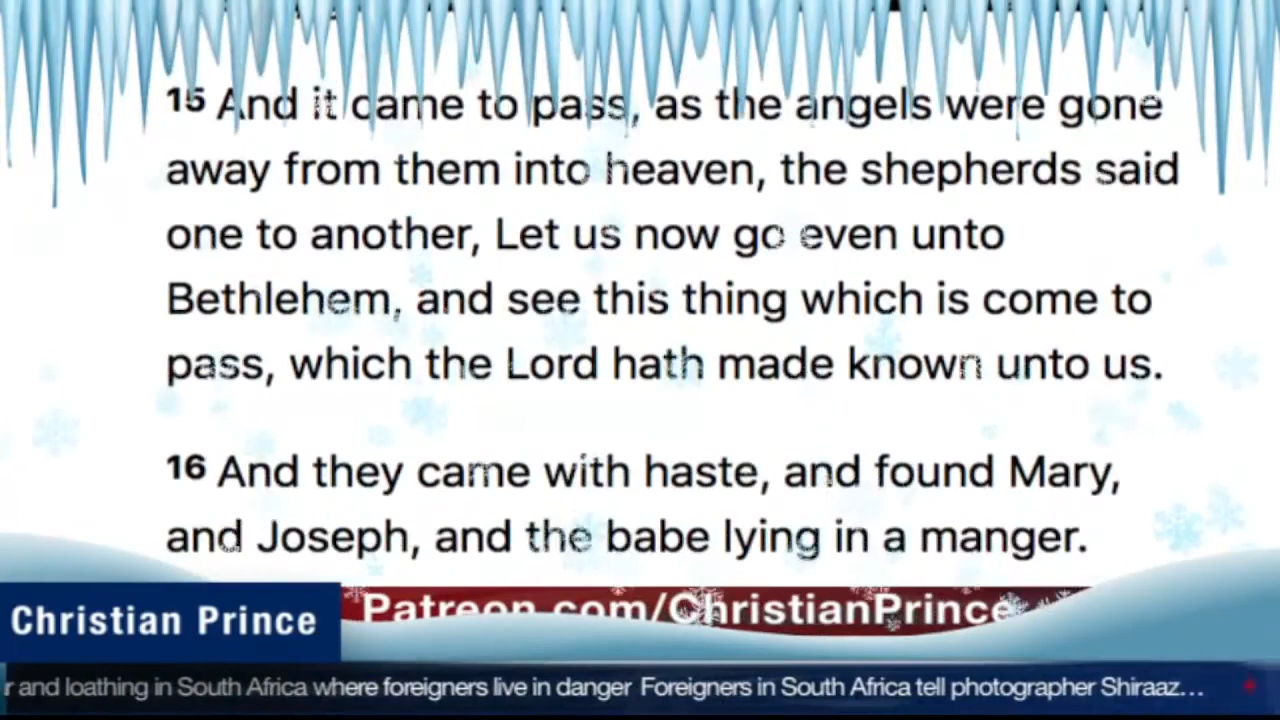 15 And it came to pass, as the angels were gone
away from them into heaven, the shepherds said
one to another, Let us now go even unto
Bethlehem, and see this thing which is come to
pass, which the Lord hath made known unto us.
16 And they came with haste, and found Mary,
and Joseph, and the babe lying in a manger.
Christian Prince
Patreon.com/ChristianPrince
r and loathing in South Africa where foreigners live in danger Foreigners in South Africa tell photographer Shiraaz...